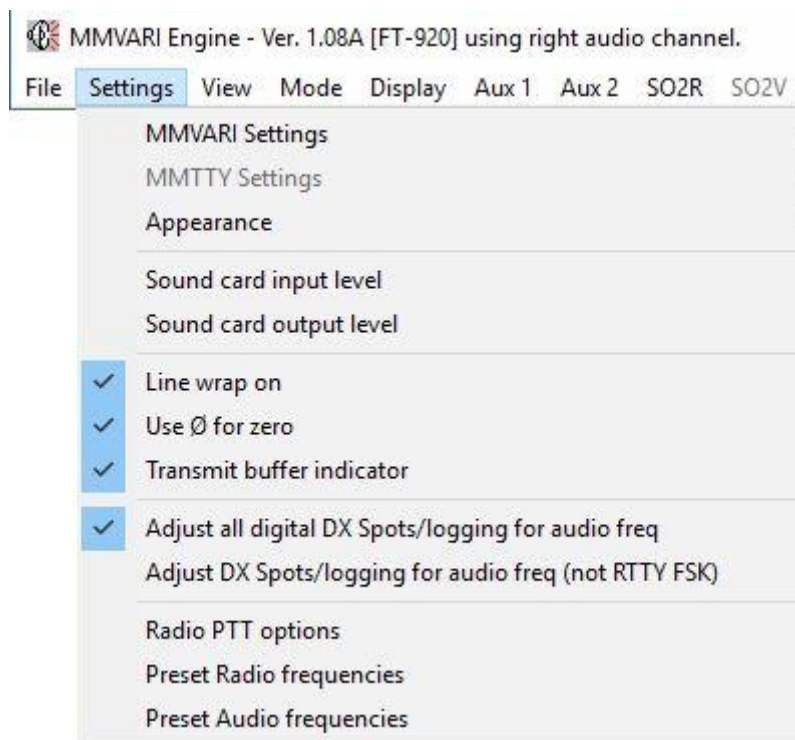 MMVARI Engine - Ver. 1.08A [FT-920] using right audio channel.
File Settings View Mode Display Aux 1 Aux 2 SO2R SO2V
MMVARI Settings
MMTTY Settings
Appearance
Sound card input level
Sound card output level
Line wrap on
Use Ø for zero
Transmit buffer indicator
Adjust all digital DX Spots/logging for audio freq
Adjust DX Spots/logging for audio freq (not RTTY FSK)
Radio PTT options
Preset Radio frequencies
Preset Audio frequencies